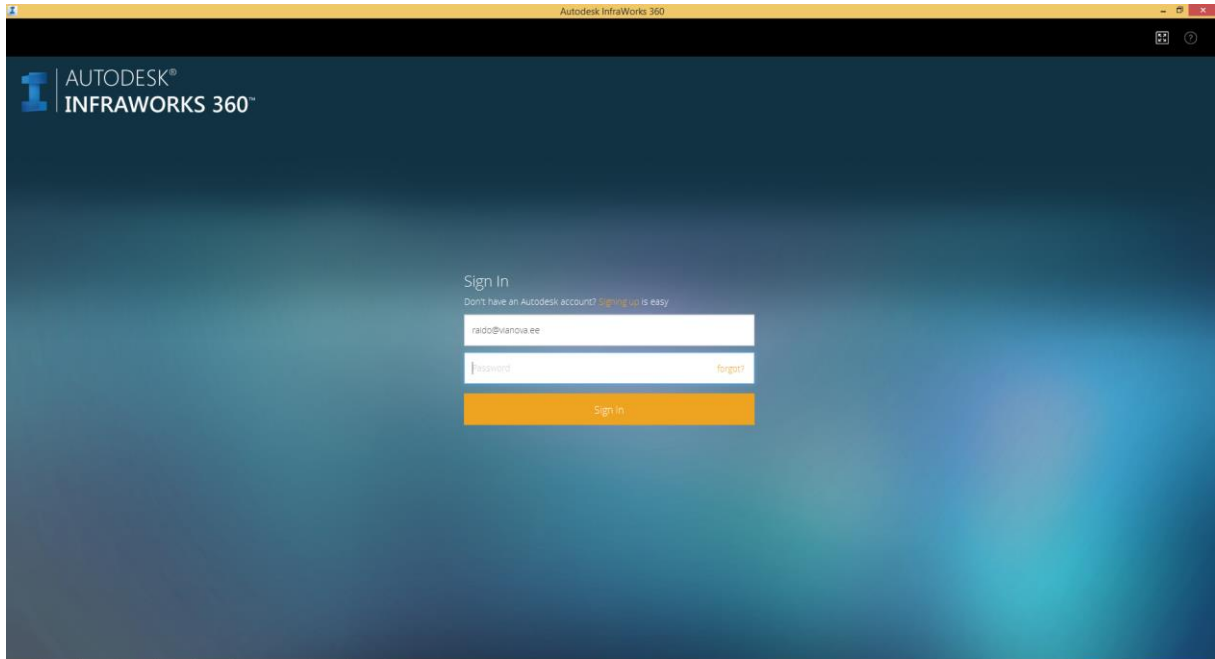 Autodesk InfraWorks 360
AUTODESK®
INFRAWORKS 360™
Sign In
Don't have an Autodesk account? Signing up is easy
raido@vianova.ee
Password
forgot?
Sign In